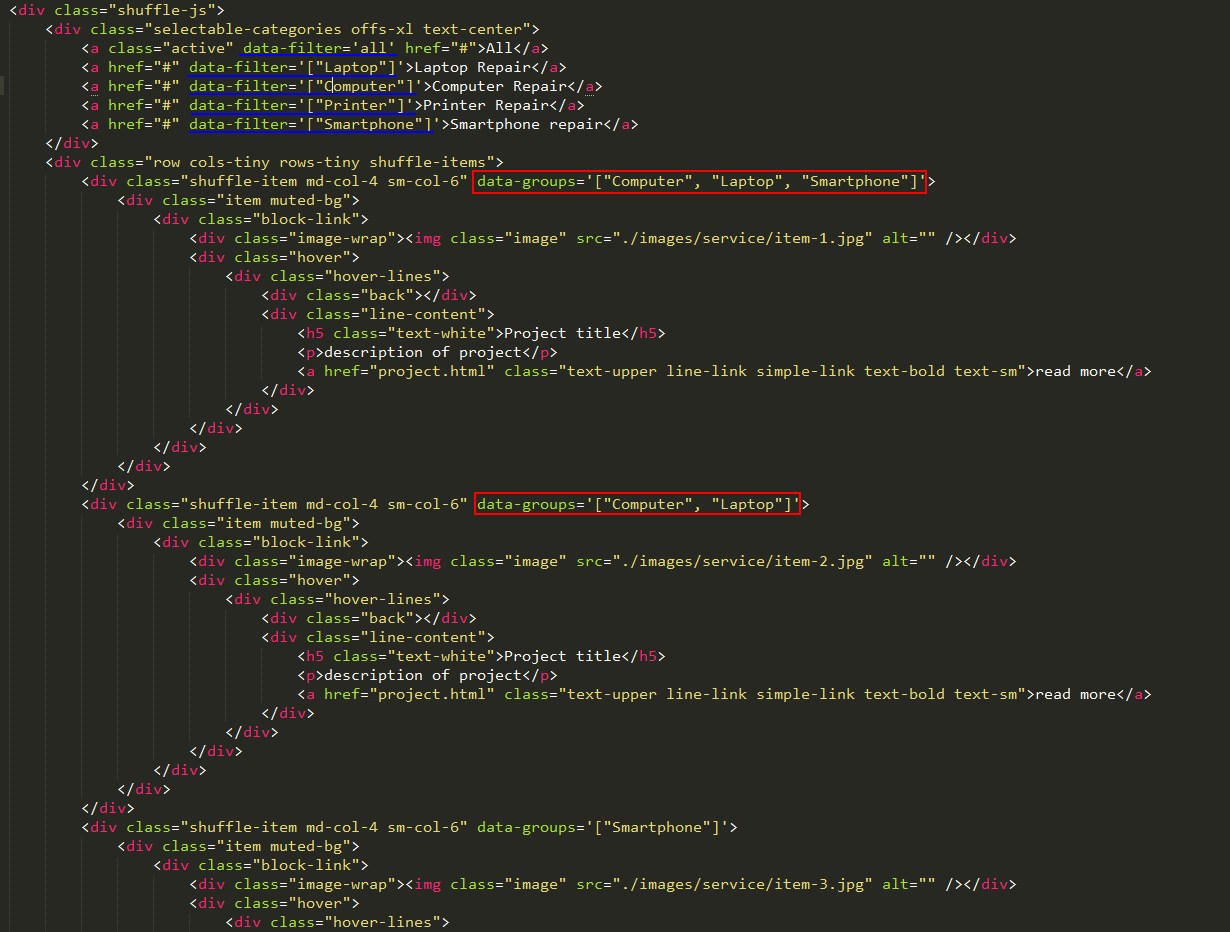 <div class="shuffle-js">
    <div class="selectable-categories offs-xl text-center">
        <a class="active" data-filter='all' href="#">All</a>
        <a href="#" data-filter='["Laptop"]'>Laptop Repair</a>
        <a href="#" data-filter='["Computer"]'>Computer Repair</a>
        <a href="#" data-filter='["Printer"]'>Printer Repair</a>
        <a href="#" data-filter='["Smartphone"]'>Smartphone repair</a>
    </div>
    <div class="row cols-tiny rows-tiny shuffle-items">
        <div class="shuffle-item md-col-4 sm-col-6" data-groups='["Computer", "Laptop", "Smartphone"]'>
            <div class="item muted-bg">
                <div class="block-link">
                    <div class="image-wrap"><img class="image" src="./images/service/item-1.jpg" alt="" /></div>
                    <div class="hover">
                        <div class="hover-lines">
                            <div class="back"></div>
                            <div class="line-content">
                                <h5 class="text-white">Project title</h5>
                                <p>description of project</p>
                                <a href="project.html" class="text-upper line-link simple-link text-bold text-sm">read more</a>
                            </div>
                        </div>
                    </div>
                </div>
            </div>
        </div>
        <div class="shuffle-item md-col-4 sm-col-6" data-groups='["Computer", "Laptop"]'>
            <div class="item muted-bg">
                <div class="block-link">
                    <div class="image-wrap"><img class="image" src="./images/service/item-2.jpg" alt="" /></div>
                    <div class="hover">
                        <div class="hover-lines">
                            <div class="back"></div>
                            <div class="line-content">
                                <h5 class="text-white">Project title</h5>
                                <p>description of project</p>
                                <a href="project.html" class="text-upper line-link simple-link text-bold text-sm">read more</a>
                            </div>
                        </div>
                    </div>
                </div>
            </div>
        </div>
        <div class="shuffle-item md-col-4 sm-col-6" data-groups='["Smartphone"]'>
            <div class="item muted-bg">
                <div class="block-link">
                    <div class="image-wrap"><img class="image" src="./images/service/item-3.jpg" alt="" /></div>
                    <div class="hover">
                        <div class="hover-lines">